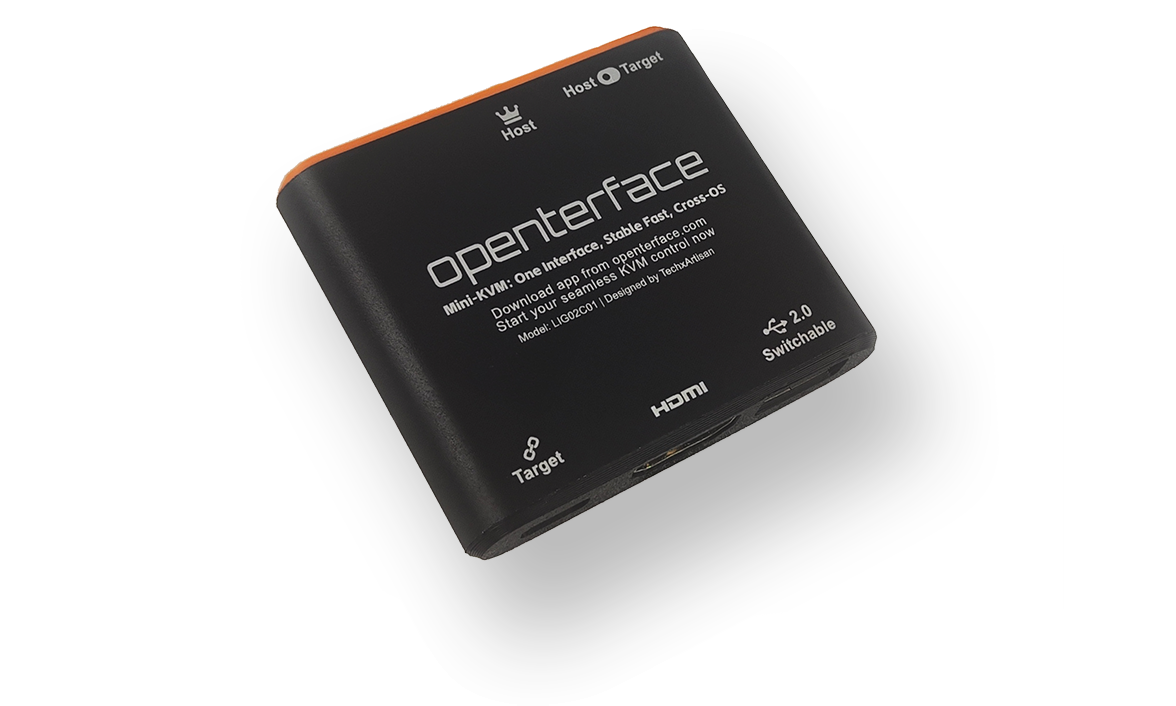 Host Target
Host
openterface
Mini-KVM: One Interface, Stable Fast, Cross-OS
Download app from openterface.com
Start your seamless KVM control now
Model: LIG02C01 | Designed by TechxArtisan
2.0
Switchable
HDMI
Target